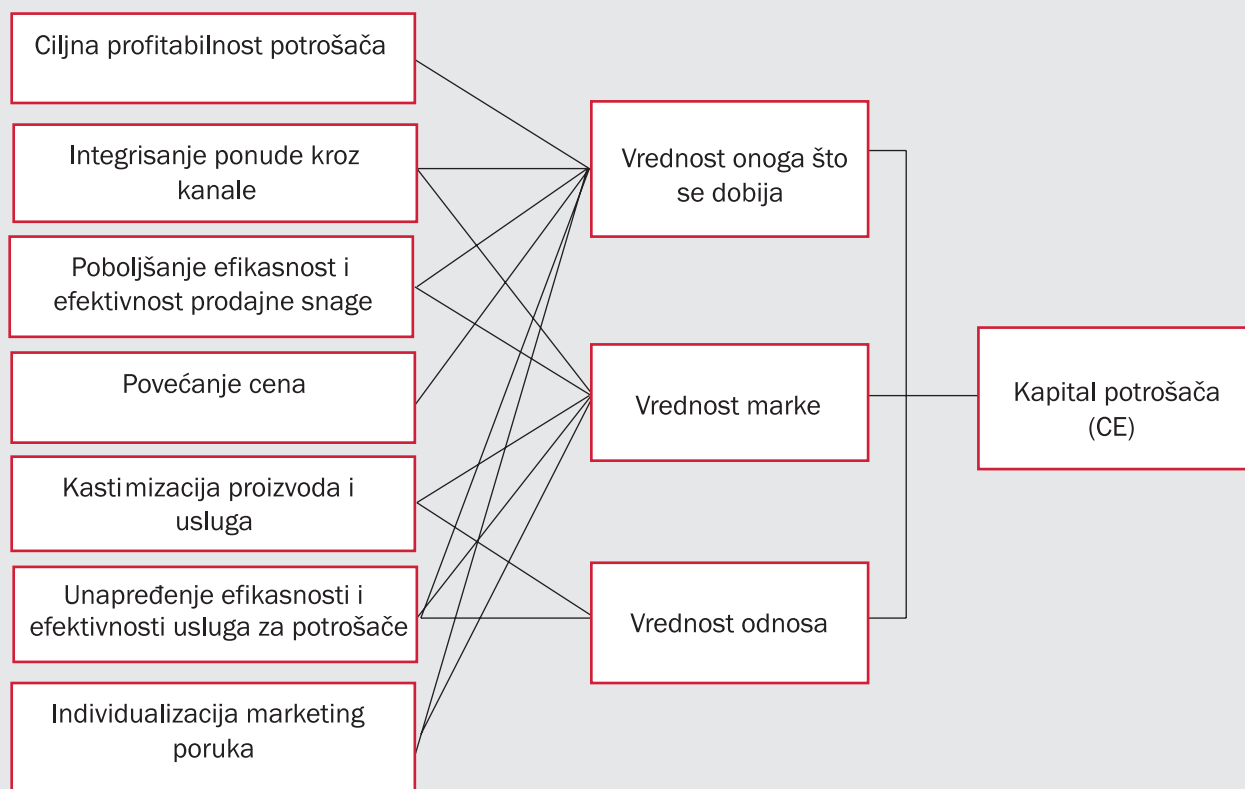 Ciljna profitabilnost potrošača
Integrisanje ponude kroz
kanale
Poboljšanje efikasnost i
efektivnost prodajne snage
Povećanje cena
Kastimizacija proizvoda i
usluga
Unapređenje efikasnosti i
efektivnosti usluga za potrošače
Individualizacija marketing
poruka
Vrednost onoga što
se dobija
Vrednost marke
Vrednost odnosa
Kapital potrošača
(CE)